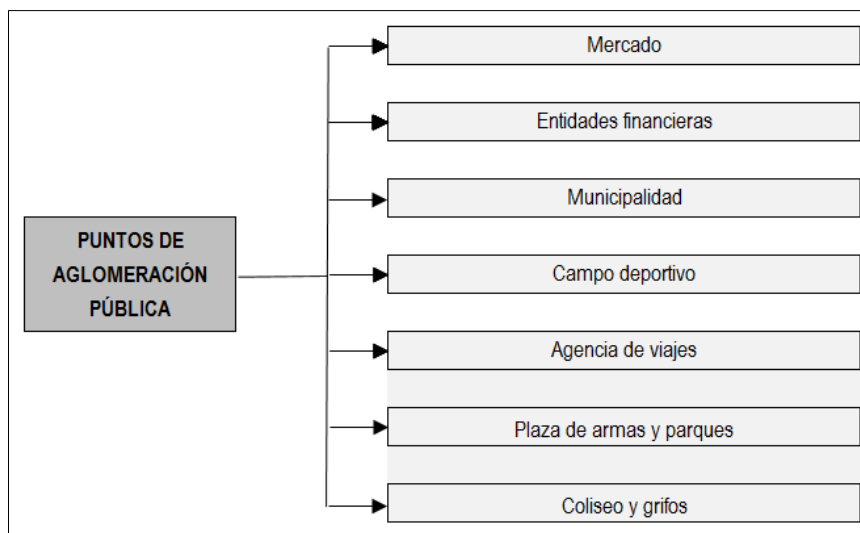 PUNTOS DE
AGLOMERACIÓN
PÚBLICA
Mercado
Entidades financieras
Municipalidad
Campo deportivo
Agencia de viajes
Plaza de armas y parques
Coliseo y grifos